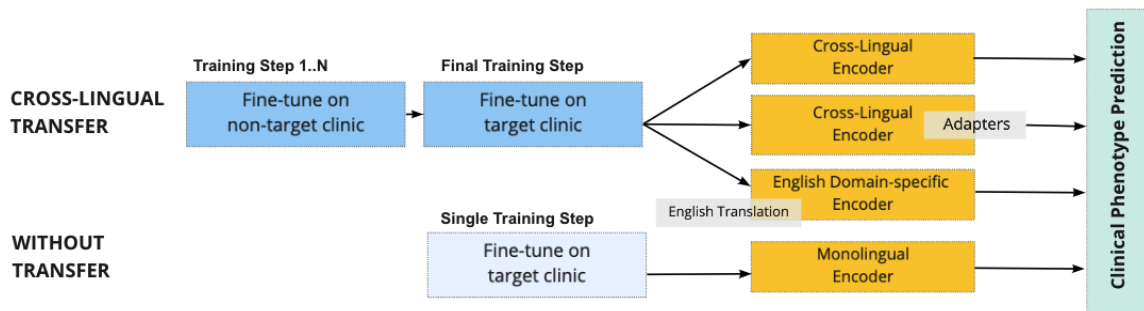 CROSS-LINGUAL
TRANSFER
Training Step 1..N
Fine-tune on
non-target clinic
Final Training Step
Fine-tune on
target clinic
Cross-Lingual
Encoder
Cross-Lingual
Encoder
Adapters
English Domain-specific
Encoder
English Translation
WITHOUT
TRANSFER
Single Training Step
Fine-tune on
target clinic
Monolingual
Encoder
Clinical Phenotype Prediction